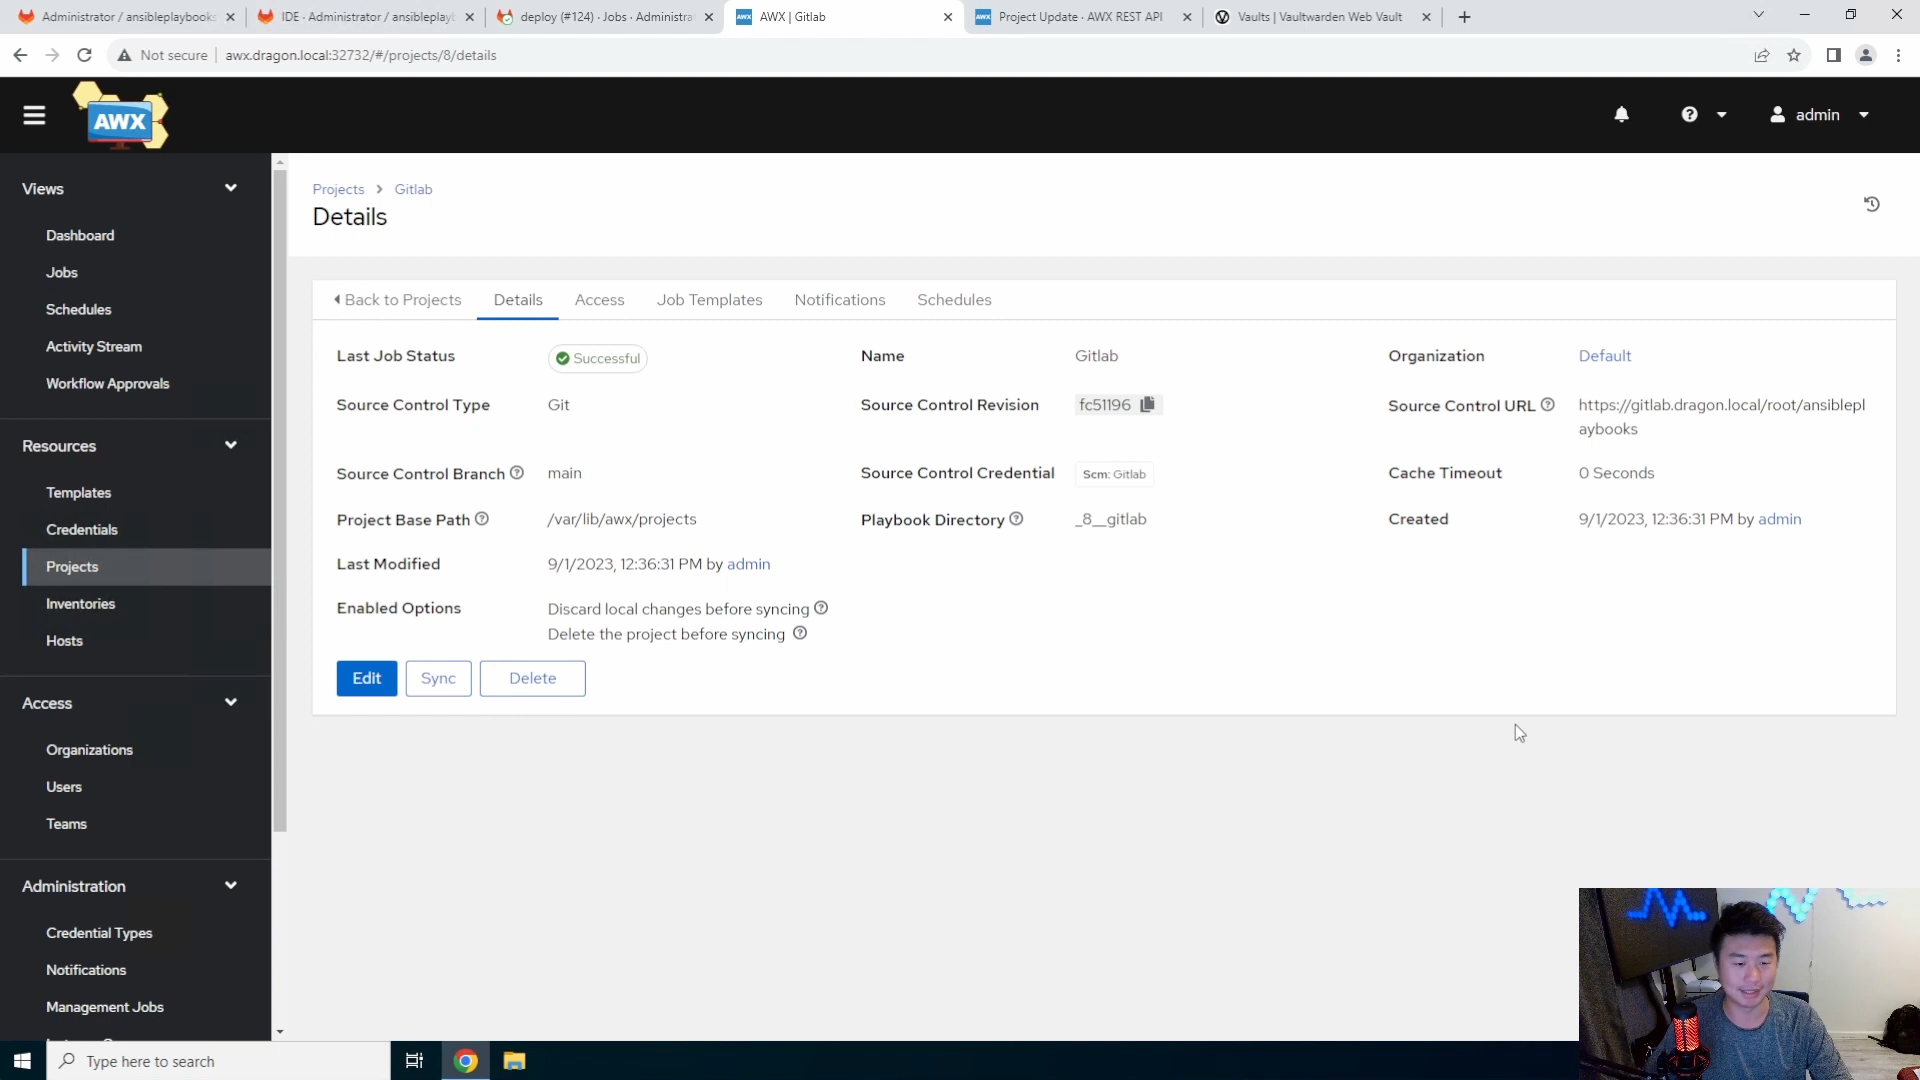 Administrator / ansibleplaybooks
IDE · Administrator / ansibleplayb
deploy (#124) · Jobs · Administrat
AWX | Gitlab
Project Update · AWX REST API
Vaults | Vaultwarden Web Vault
Not secure
awx.dragon.local:32732/#/projects/8/details
AWX
admin
Views
Dashboard
Jobs
Schedules
Activity Stream
Workflow Approvals
Resources
Templates
Credentials
Projects
Inventories
Hosts
Access
Organizations
Users
Teams
Administration
Credential Types
Notifications
Management Jobs
Projects > Gitlab
Details
Back to Projects
Details
Access
Job Templates
Notifications
Schedules
Last Job Status
Successful
Name
Gitlab
Organization
Default
Source Control Type
Git
Source Control Revision
fc51196
Source Control URL
https://gitlab.dragon.local/root/ansiblepl
aybooks
Source Control Branch
main
Source Control Credential
Scm: Gitlab
Cache Timeout
0 Seconds
Project Base Path
/var/lib/awx/projects
Playbook Directory
_8__gitlab
Created
9/1/2023, 12:36:31 PM by admin
Last Modified
9/1/2023, 12:36:31 PM by admin
Enabled Options
Discard local changes before syncing
Delete the project before syncing
Edit
Sync
Delete
Type here to search